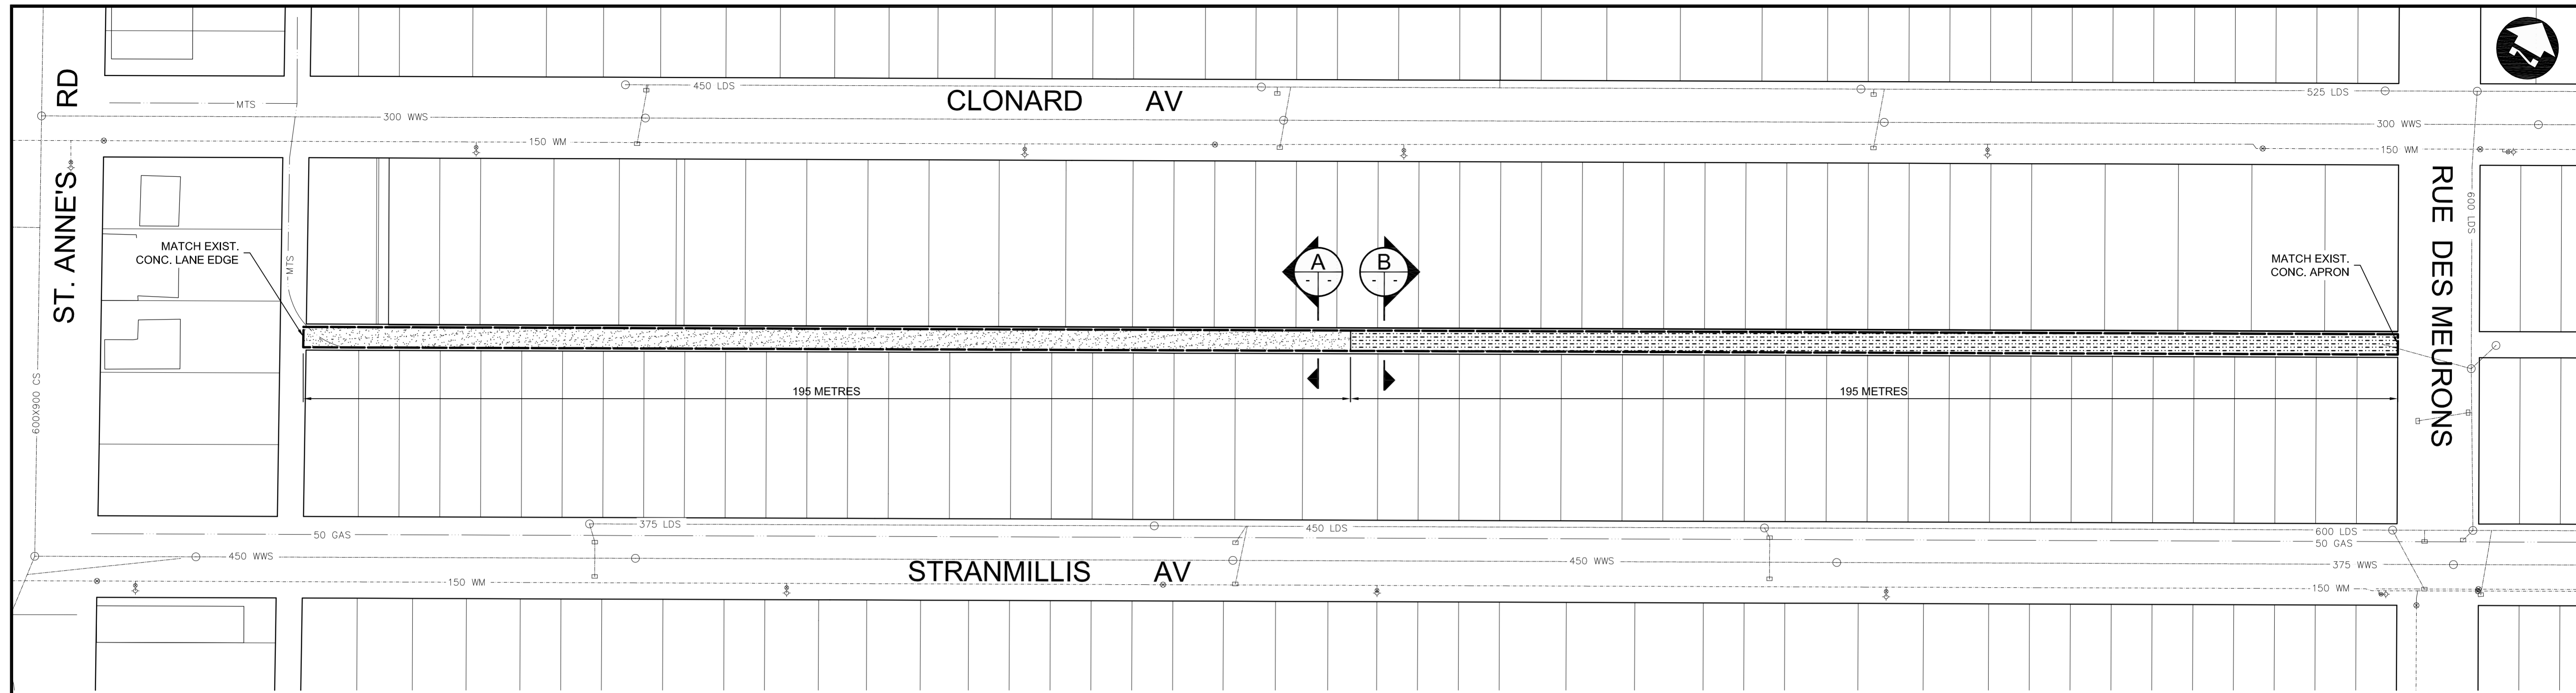 ST. ANNE'S RD
CLONARD AV
RUE DES MEURONS
STRANMILLIS AV
MTS
300 WWS
150 WM
450 LDS
525 LDS
300 WWS
150 WM
600 LDS
MTS
MATCH EXIST.
CONC. LANE EDGE
A
- -
B
- -
MATCH EXIST.
CONC. APRON
195 METRES
195 METRES
600X900 CS
50 GAS
375 LDS
450 LDS
600 LDS
50 GAS
450 WWS
450 WWS
375 WWS
150 WM
150 WM